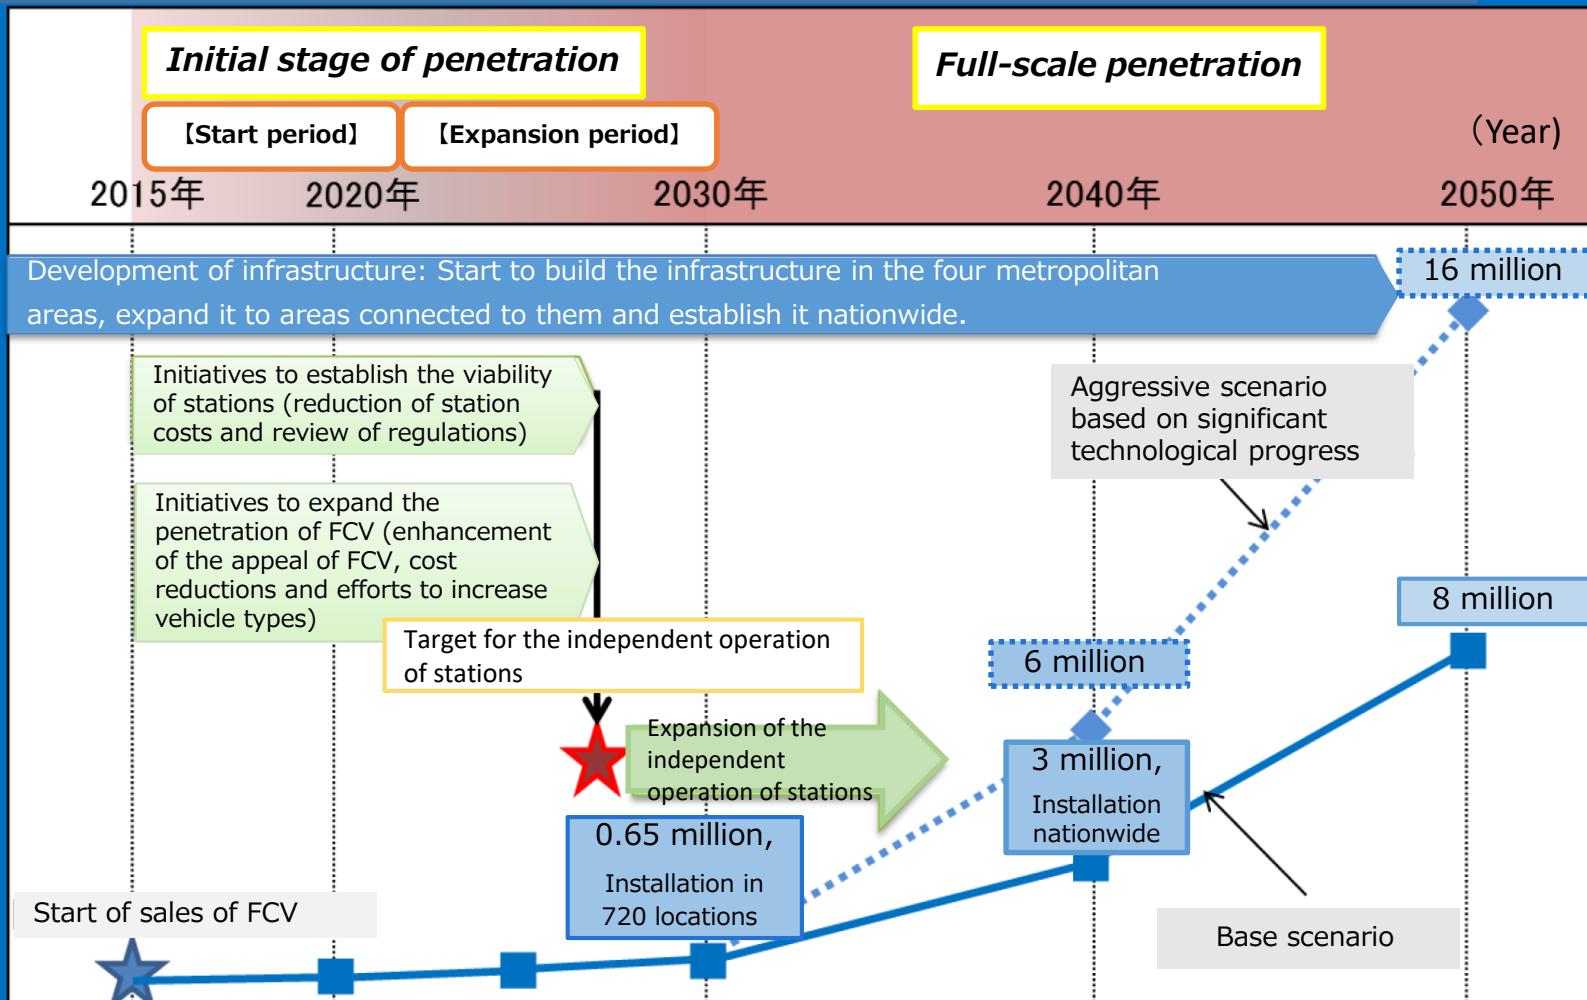 Initial stage of penetration
Full-scale penetration
【Start period】
【Expansion period】
（Year)
2015年
2020年
2030年
2040年
2050年
Development of infrastructure: Start to build the infrastructure in the four metropolitan
areas, expand it to areas connected to them and establish it nationwide.
16 million
Initiatives to establish the viability
of stations (reduction of station
costs and review of regulations)
Aggressive scenario
based on significant
technological progress
Initiatives to expand the
penetration of FCV (enhancement
of the appeal of FCV, cost
reductions and efforts to increase
vehicle types)
8 million
Target for the independent operation
of stations
6 million
Expansion of the
independent
operation of stations
3 million,
Installation
nationwide
0.65 million,
Installation in
720 locations
Start of sales of FCV
Base scenario